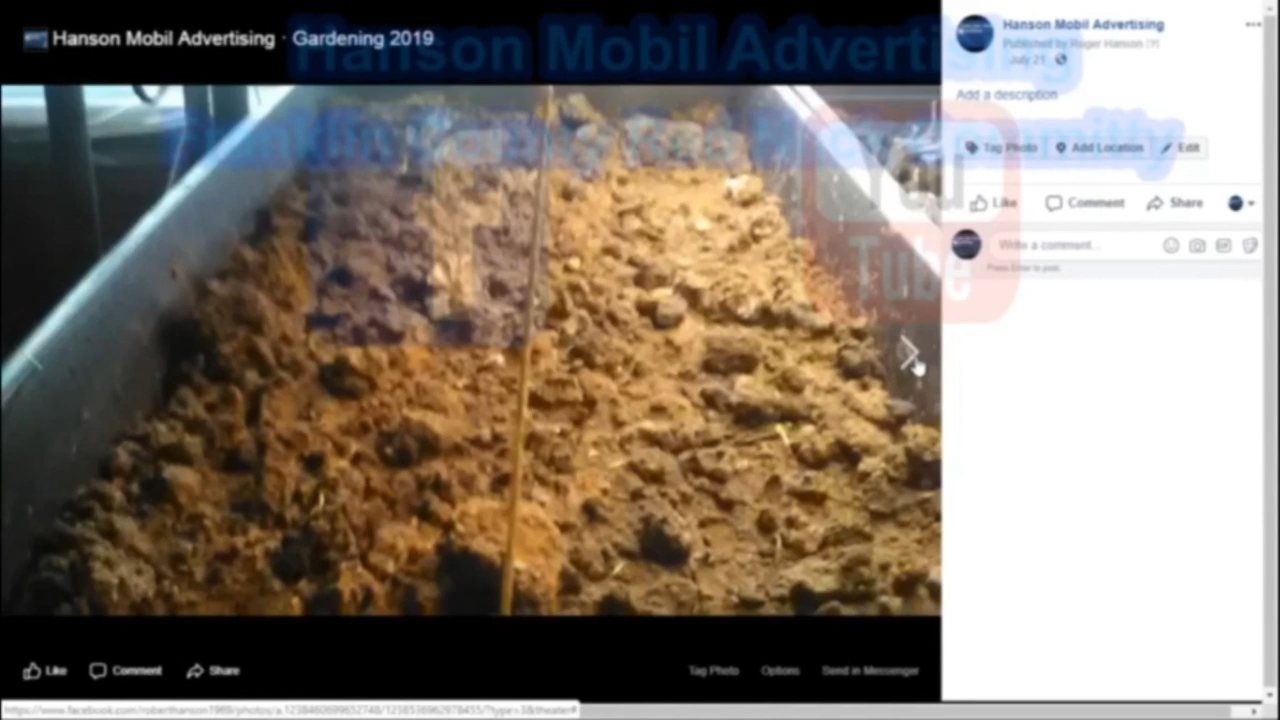 Hanson Mobil Advertising · Gardening 2019
Hanson Mobil Advertising
Hanson Mobil Advertising
Published by Roger Hanson [?]
July 21
Add a description
Tag Photo
Add Location
Edit
Like
Comment
Share
Write a comment...
Press Enter to post.
You
Tube
Like
Comment
Share
Tag Photo
Options
Send in Messenger